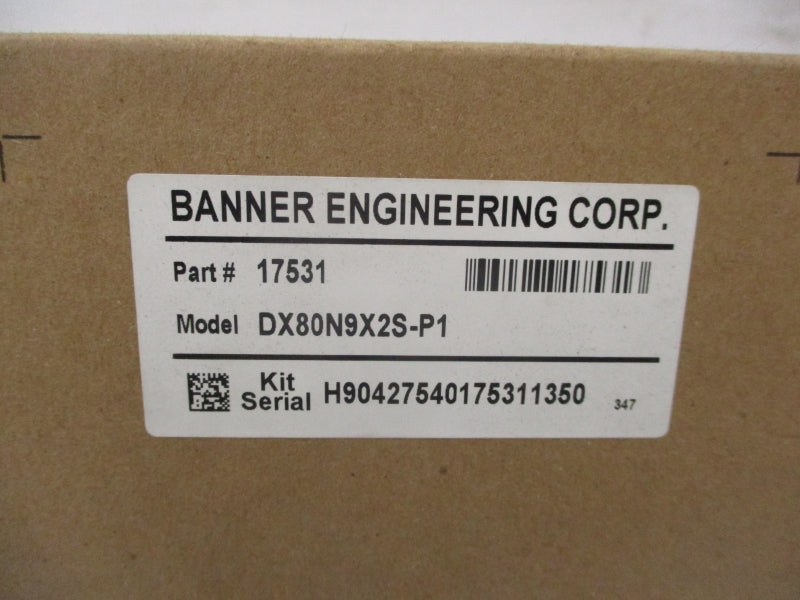 BANNER ENGINEERING CORP.
Part # 17531
Model DX80N9X2S-P1
Kit Serial H90427540175311350 347